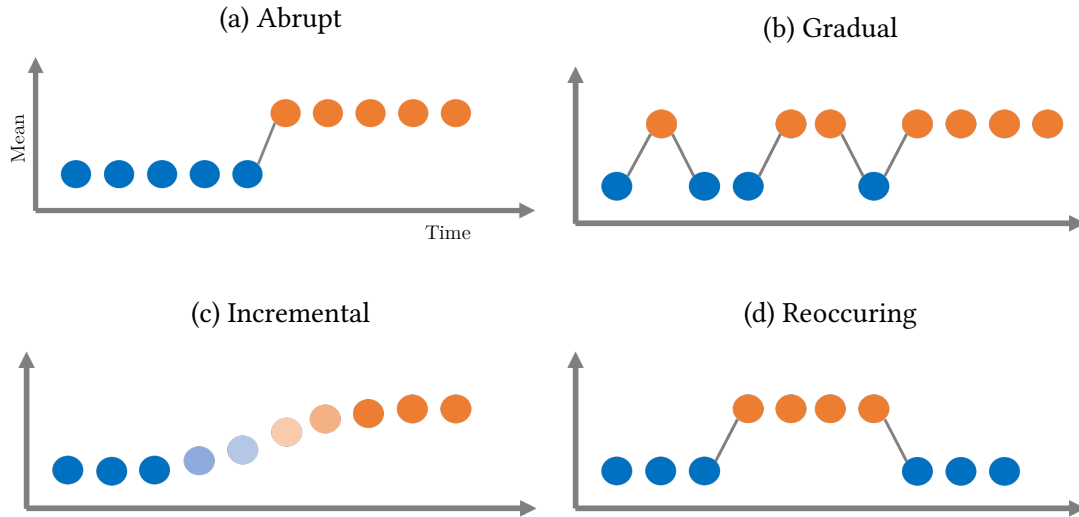 (a) Abrupt
(b) Gradual
Mean
Time
(c) Incremental
(d) Reoccuring